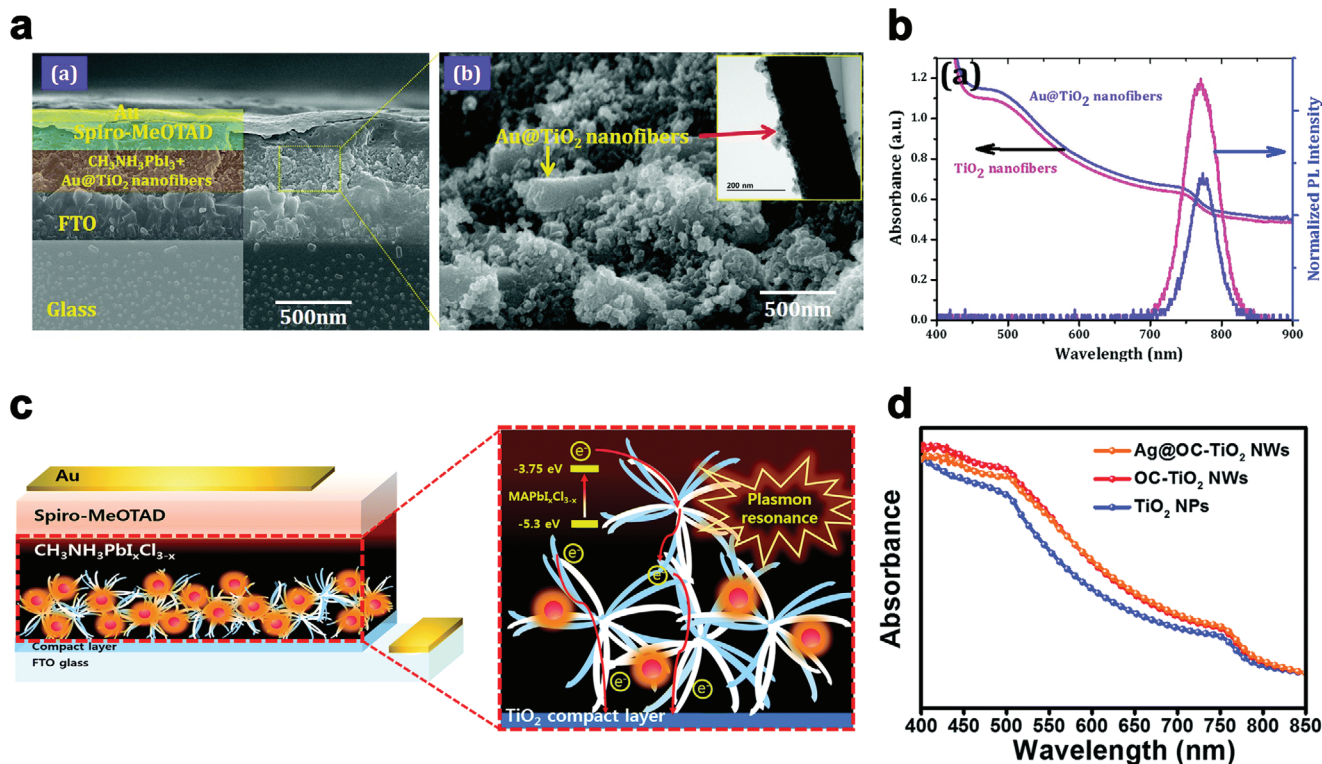 a
(a)
Au
Spiro-MeOTAD
CH₃NH₃PbI₃+
Au@TiO₂ nanofibers
FTO
Glass
500nm
(b)
Au@TiO₂ nanofibers
200 nm
500nm
b
(a)
Au@TiO₂ nanofibers
TiO₂ nanofibers
Absorbance (a.u.)
1.2
1.0
0.8
0.6
0.4
0.2
0.0
400 500 600 700 800 900
Wavelength (nm)
Normalized PL Intensity
c
Au
Spiro-MeOTAD
CH₃NH₃PbIₓCl₃₋ₓ
Compact layer
FTO glass
e⁻
-3.75 eV
MAPbIₓCl₃₋ₓ
-5.3 eV
Plasmon
resonance
e⁻
e⁻
e⁻
e⁻
TiO₂ compact layer
d
Ag@OC-TiO₂ NWs
OC-TiO₂ NWs
TiO₂ NPs
Absorbance
400 450 500 550 600 650 700 750 800 850
Wavelength (nm)